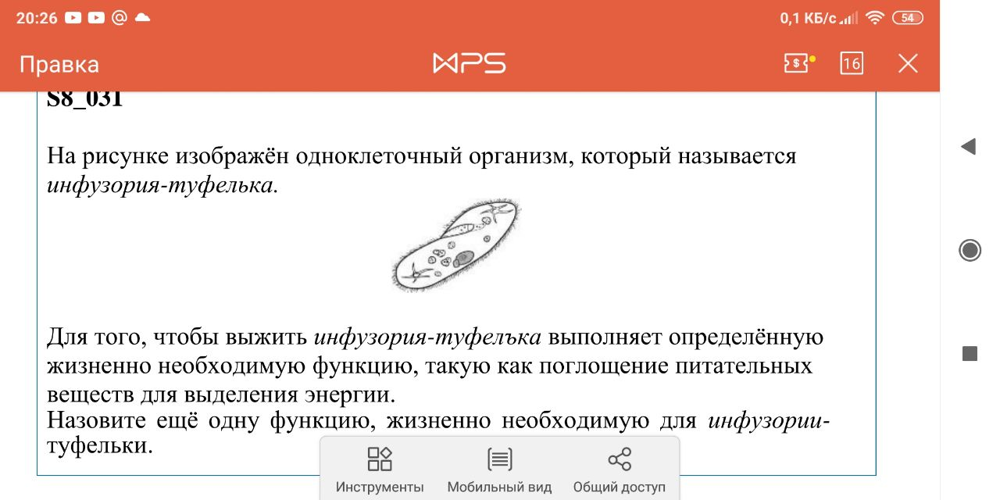 20:26 @ 0,1 КБ/с 54
Правка WPS 16
S8_031
На рисунке изображён одноклеточный организм, который называется
инфузория-туфелька.
Для того, чтобы выжить инфузория-туфелька выполняет определённую
жизненно необходимую функцию, такую как поглощение питательных
веществ для выделения энергии.
Назовите ещё одну функцию, жизненно необходимую для инфузории-
туфельки.
Инструменты Мобильный вид Общий доступ